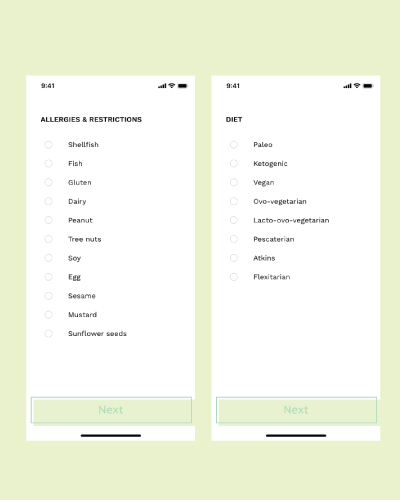 9:41
ALLERGIES & RESTRICTIONS
Shellfish
Fish
Gluten
Dairy
Peanut
Tree nuts
Soy
Egg
Sesame
Mustard
Sunflower seeds
Next
9:41
DIET
Paleo
Ketogenic
Vegan
Ovo-vegetarian
Lacto-ovo-vegetarian
Pescaterian
Atkins
Flexitarian
Next